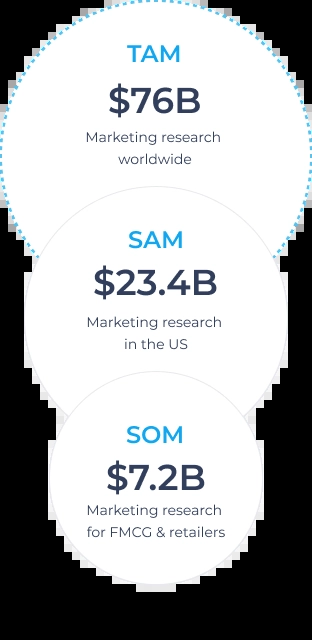 TAM
$76B
Marketing research
worldwide
SAM
$23.4B
Marketing research
in the US
SOM
$7.2B
Marketing research
for FMCG & retailers